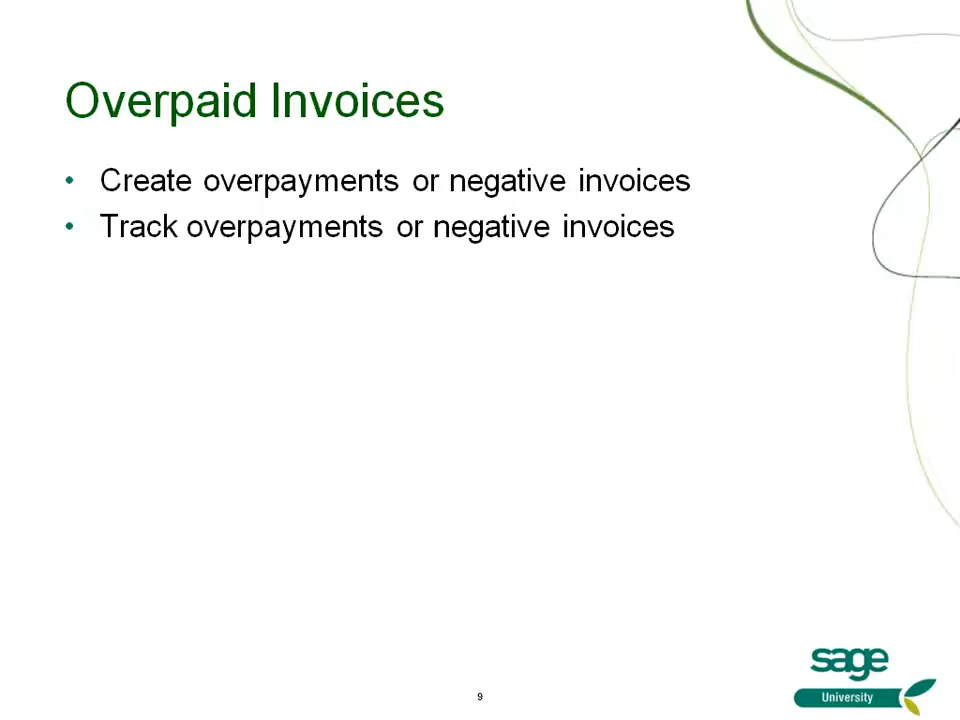 Overpaid Invoices
• Create overpayments or negative invoices
• Track overpayments or negative invoices
sage
University
9